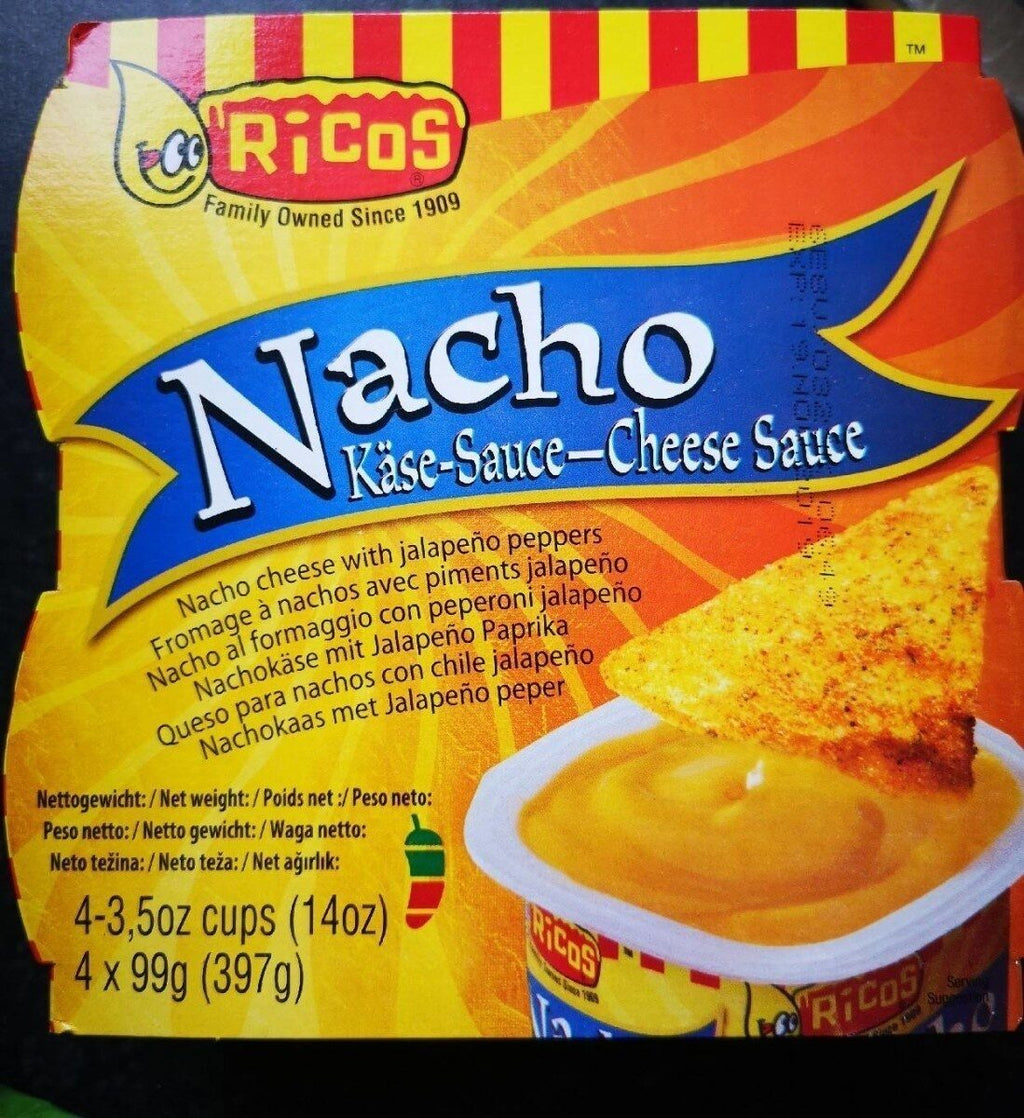 TM
RiCOS
®
Family Owned Since 1909
Nacho
Käse-Sauce—Cheese Sauce
Nacho cheese with jalapeño peppers
Fromage à nachos avec piments jalapeño
Nacho al formaggio con peperoni jalapeño
Nachokäse mit Jalapeño Paprika
Queso para nachos con chile jalapeño
Nachokaas met Jalapeño peper
Nettogewicht: / Net weight: / Poids net :/ Peso neto:
Peso netto: / Netto gewicht: / Waga netto:
Neto težina: / Neto teža: / Net ağırlık:
4-3,5oz cups (14oz)
4 x 99g (397g)
RiCOS
RiCOS
Serving